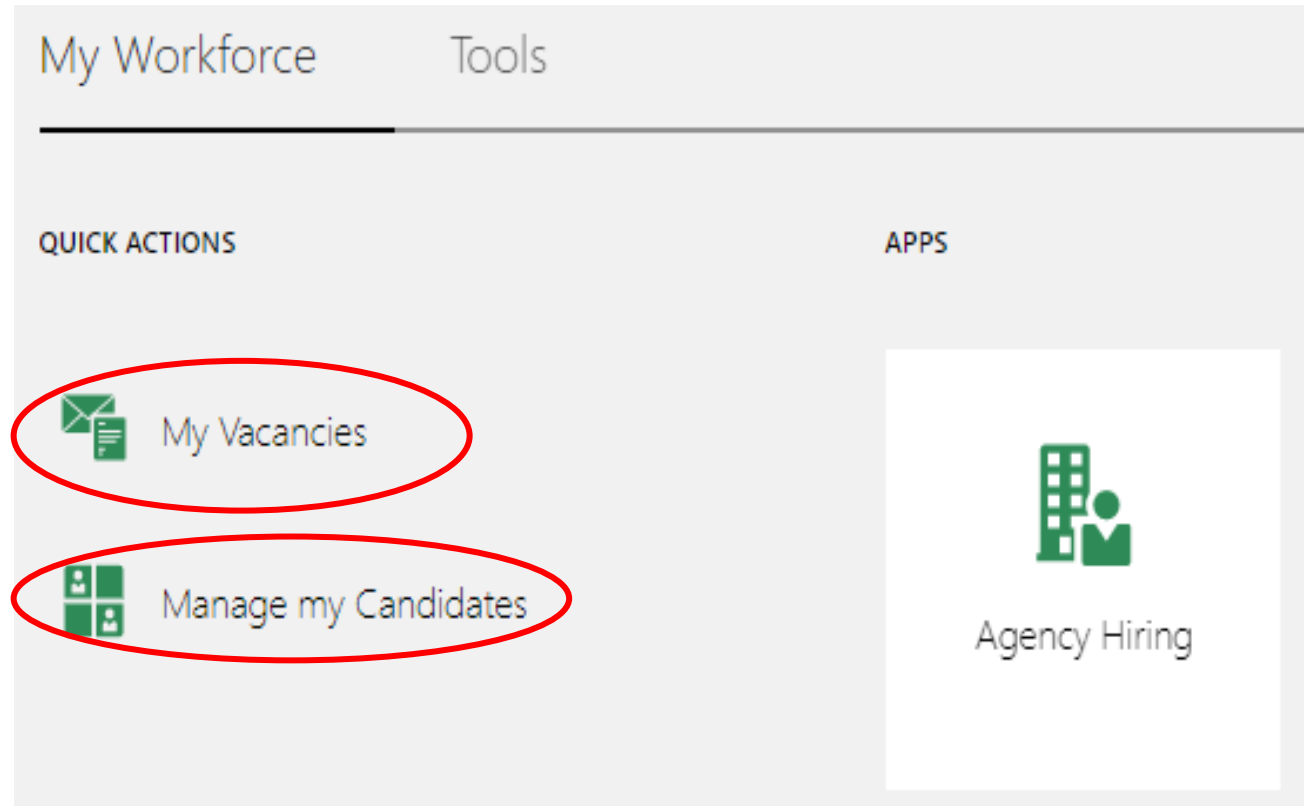 My Workforce Tools
QUICK ACTIONS
APPS
My Vacancies
Manage my Candidates
Agency Hiring